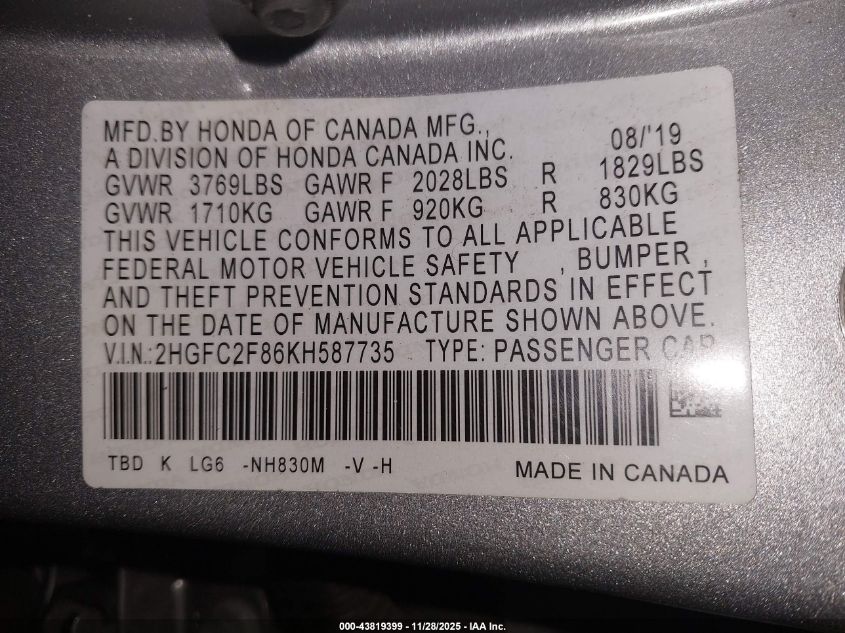 MFD.BY HONDA OF CANADA MFG., 08/'19
A DIVISION OF HONDA CANADA INC.
GVWR 3769LBS GAWR F 2028LBS R 1829LBS
GVWR 1710KG GAWR F 920KG R 830KG
THIS VEHICLE CONFORMS TO ALL APPLICABLE
FEDERAL MOTOR VEHICLE SAFETY , BUMPER ,
AND THEFT PREVENTION STANDARDS IN EFFECT
ON THE DATE OF MANUFACTURE SHOWN ABOVE.
V.I.N.:2HGFC2F86KH587735 TYPE: PASSENGER CAR
TBD K LG6 -NH830M -V -H MADE IN CANADA
000-43819399 - 11/28/2025 - IAA Inc.